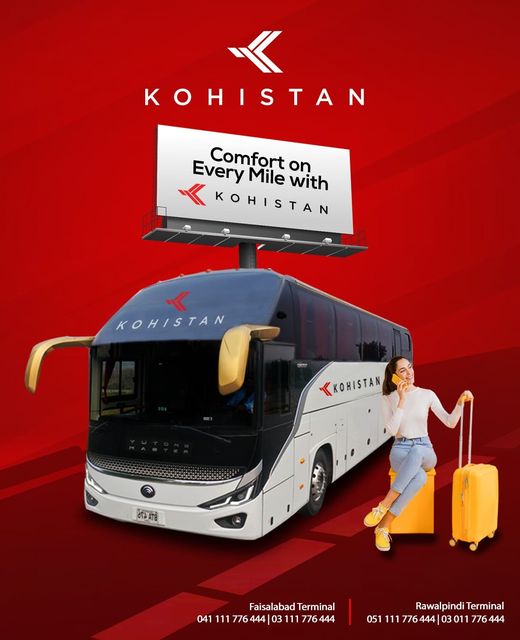 KOHISTAN
Comfort on
Every Mile with
KOHISTAN
KOHISTAN
KOHISTAN
YUTONG
MASTER
Faisalabad Terminal
041 111 776 444 | 03 111 776 444
Rawalpindi Terminal
051 111 776 444 | 03 011 776 444